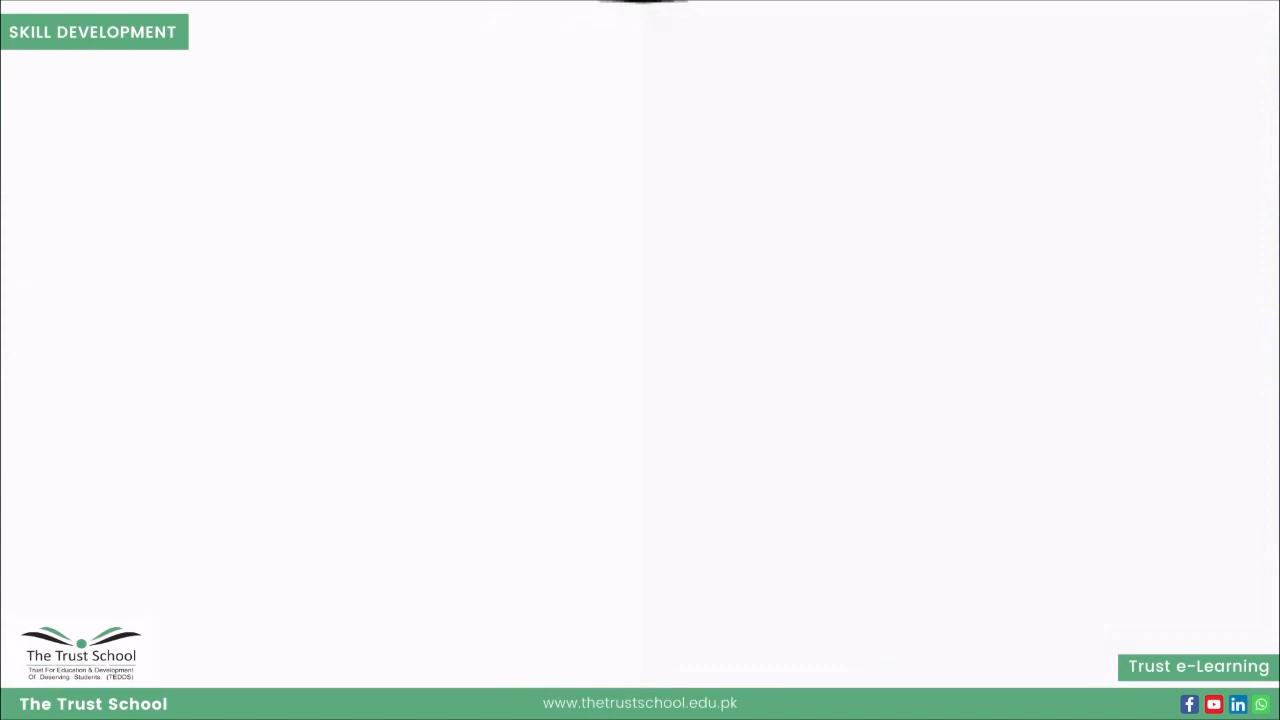 SKILL DEVELOPMENT
The Trust School
Trust For Education & Development
Of Deserving Students. (TEDDS)
Trust e-Learning
The Trust School
www.thetrustschool.edu.pk